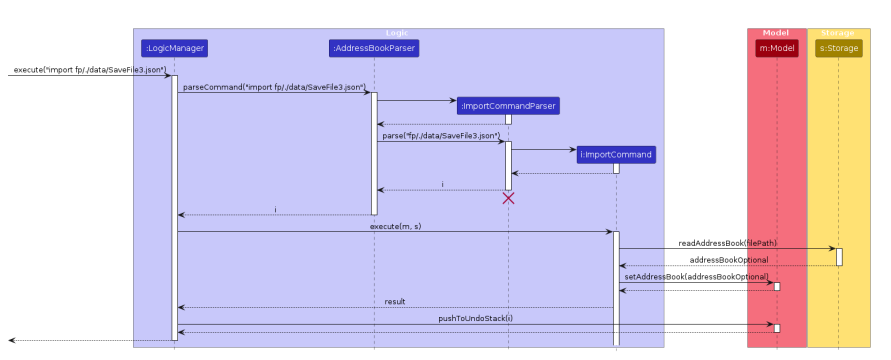 Logic
Model
Storage
:LogicManager
:AddressBookParser
m:Model
s:Storage
execute("import fp/./data/SaveFile3.json")
parseCommand("import fp/./data/SaveFile3.json")
:ImportCommandParser
parse("fp/./data/SaveFile3.json")
i:ImportCommand
i
i
execute(m, s)
readAddressBook(filePath)
addressBookOptional
setAddressBook(addressBookOptional)
result
pushToUndoStack(i)